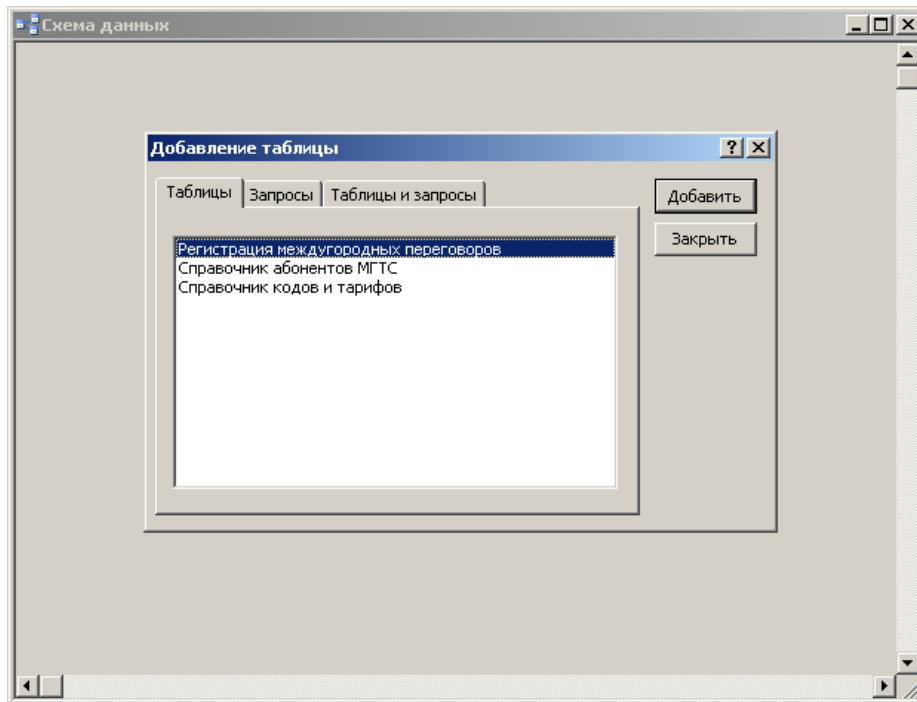 Схема данных
Добавление таблицы
Таблицы Запросы Таблицы и запросы
Добавить
Закрыть
Регистрация междугородных переговоров
Справочник абонентов МГТС
Справочник кодов и тарифов